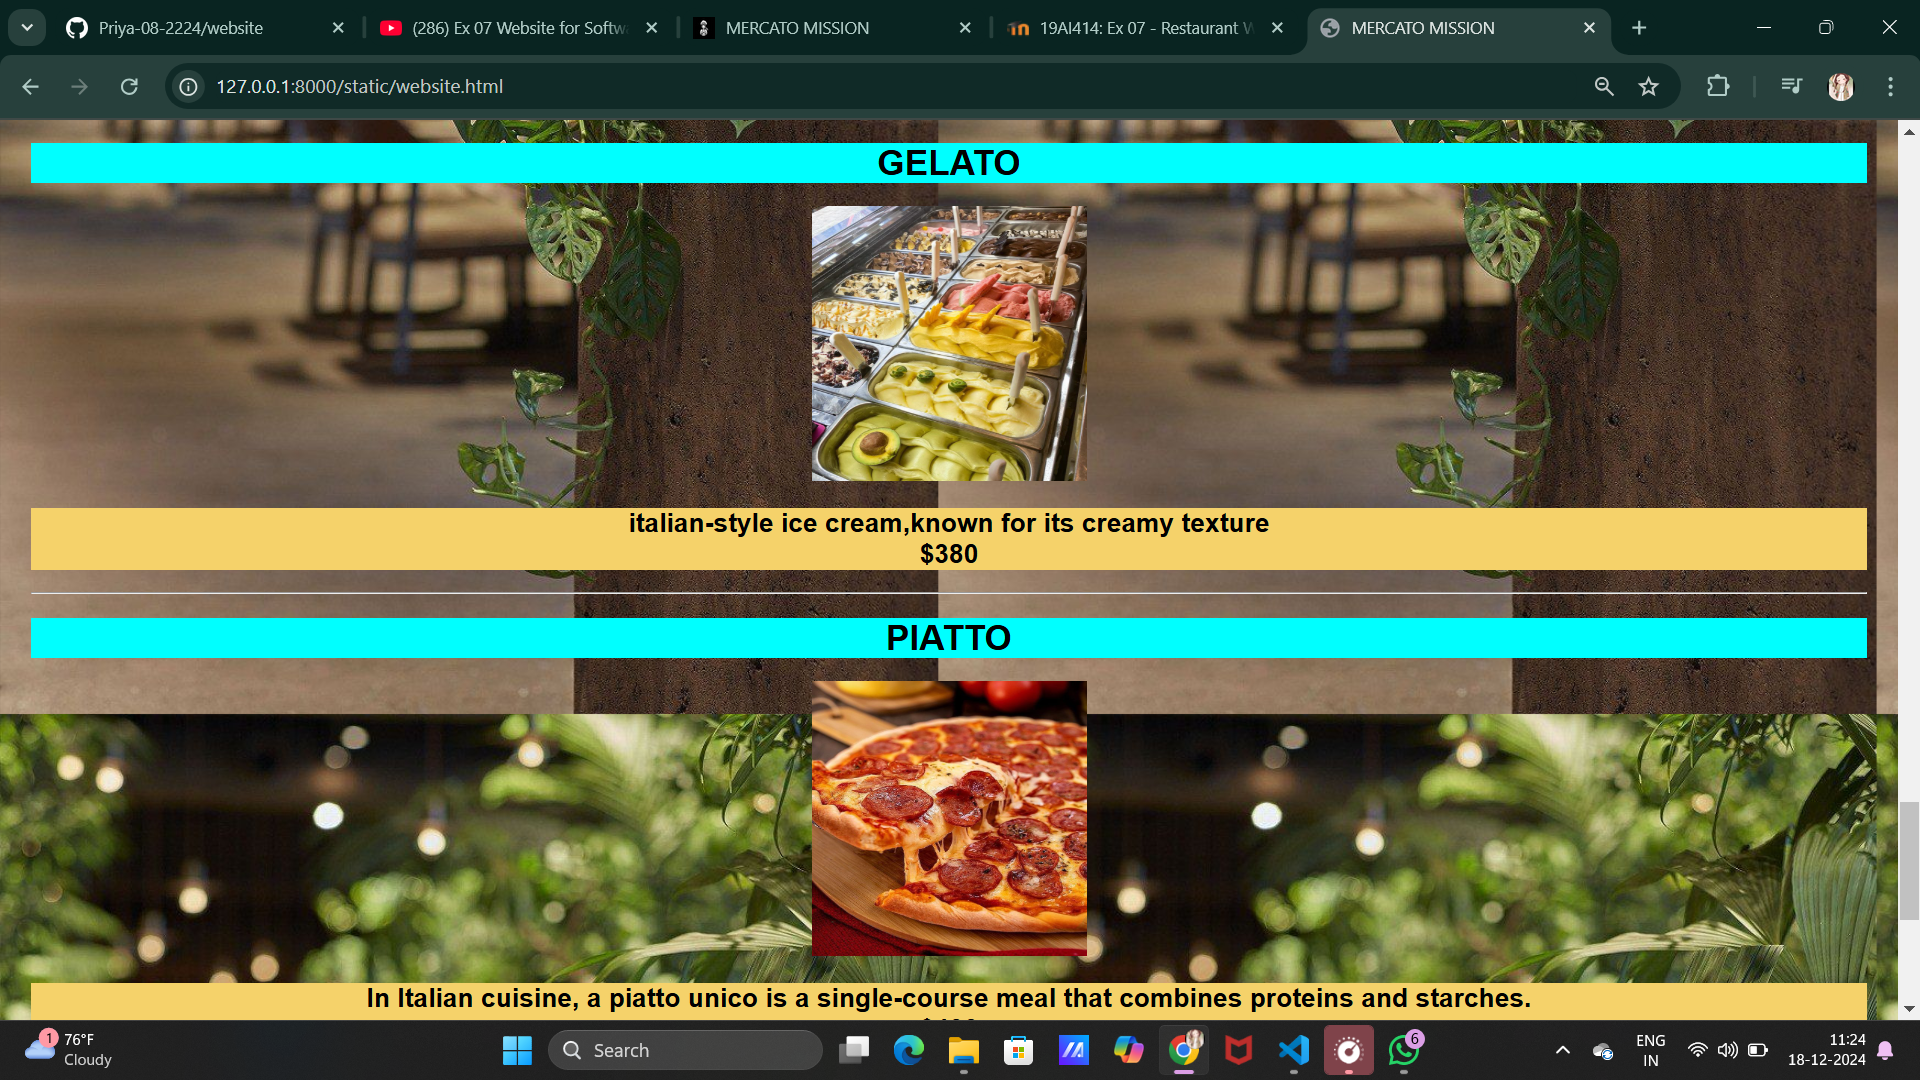 Priya-08-2224/website
(286) Ex 07 Website for Softw
MERCATO MISSION
19AI414: Ex 07 - Restaurant W
MERCATO MISSION
127.0.0.1:8000/static/website.html
GELATO
italian-style ice cream,known for its creamy texture
$380
PIATTO
In Italian cuisine, a piatto unico is a single-course meal that combines proteins and starches.
1
76°F
Cloudy
Search
6
ENG
IN
11:24
18-12-2024